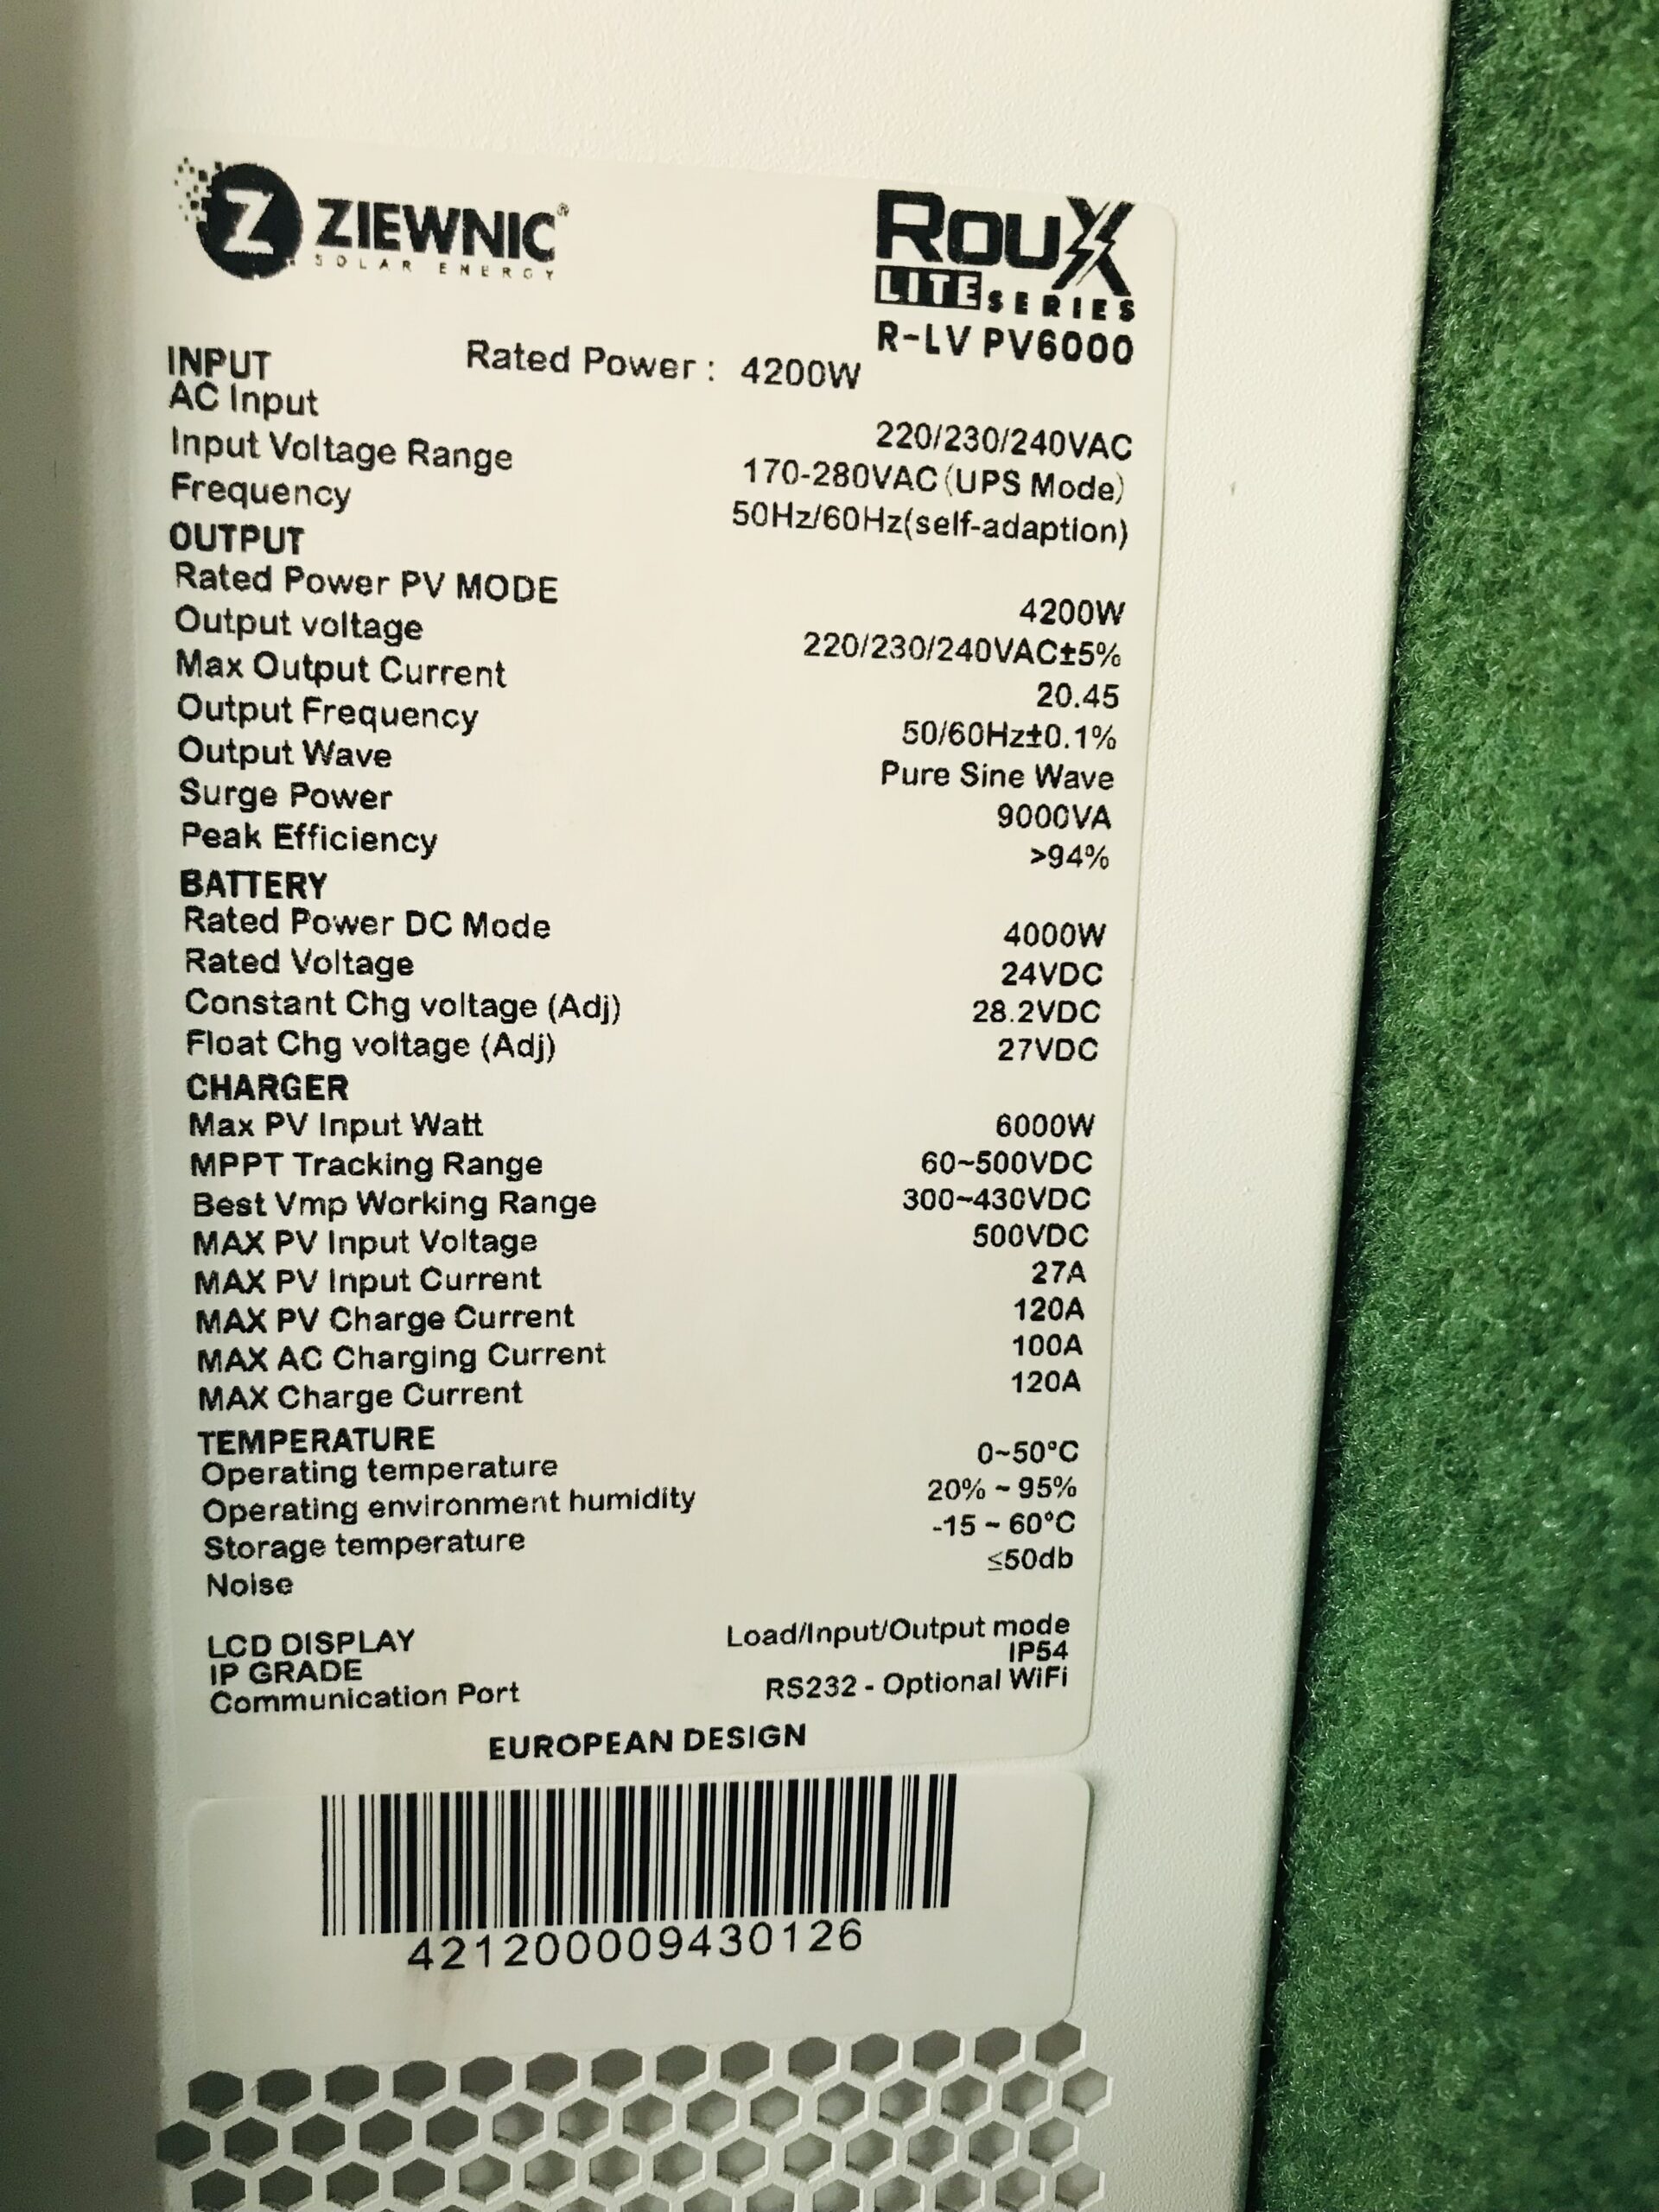 Z ZIEWNIC®
SOLAR ENERGY
RouX
LITE SERIES
R-LV PV6000
Rated Power : 4200W
INPUT
AC Input 220/230/240VAC
Input Voltage Range 170-280VAC(UPS Mode)
Frequency 50Hz/60Hz(self-adaption)
OUTPUT
Rated Power PV MODE 4200W
Output voltage 220/230/240VAC±5%
Max Output Current 20.45
Output Frequency 50/60Hz±0.1%
Output Wave Pure Sine Wave
Surge Power 9000VA
Peak Efficiency >94%
BATTERY
Rated Power DC Mode 4000W
Rated Voltage 24VDC
Constant Chg voltage (Adj) 28.2VDC
Float Chg voltage (Adj) 27VDC
CHARGER
Max PV Input Watt 6000W
MPPT Tracking Range 60~500VDC
Best Vmp Working Range 300~430VDC
MAX PV Input Voltage 500VDC
MAX PV Input Current 27A
MAX PV Charge Current 120A
MAX AC Charging Current 100A
MAX Charge Current 120A
TEMPERATURE
Operating temperature 0~50°C
Operating environment humidity 20% ~ 95%
Storage temperature -15 ~ 60°C
Noise ≤50db
LCD DISPLAY Load/Input/Output mode
IP GRADE IP54
Communication Port RS232 - Optional WiFi
EUROPEAN DESIGN
421200009430126